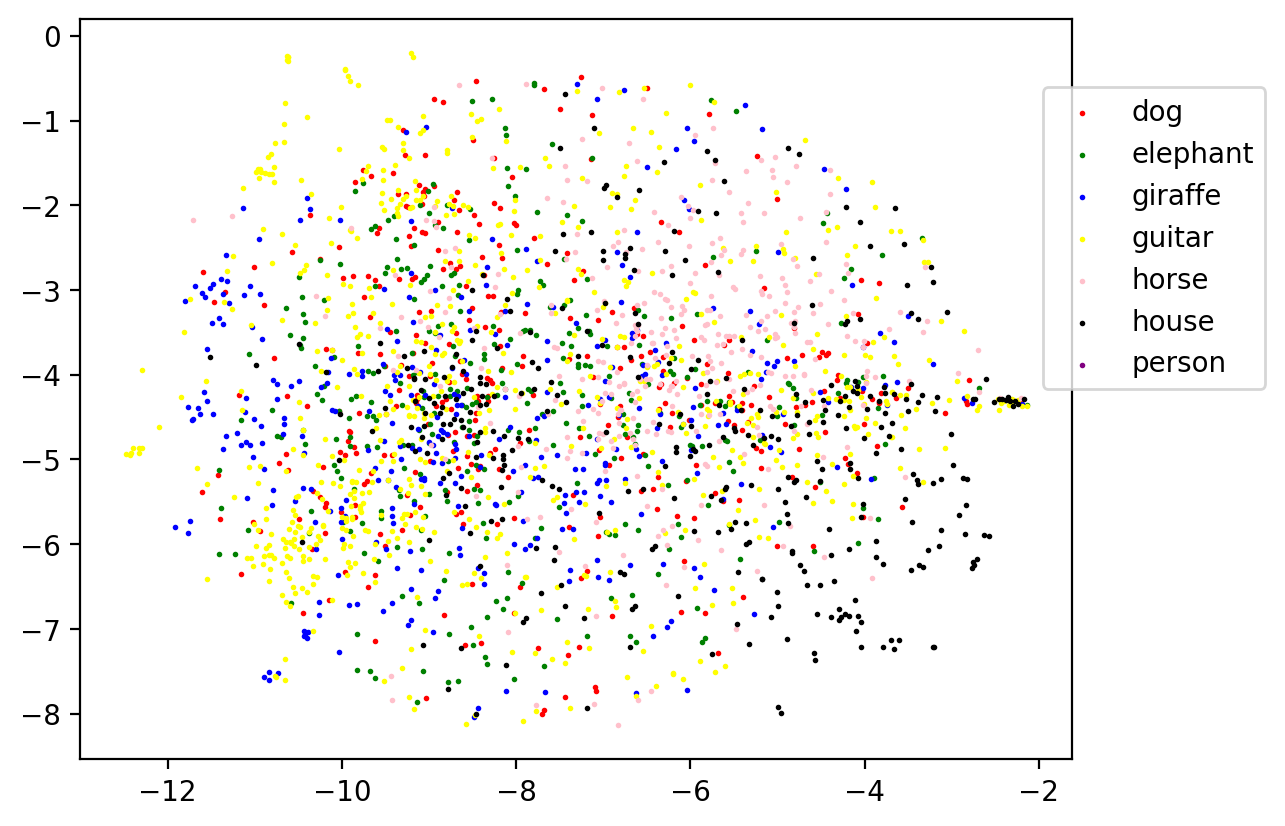 0
−1
−2
−3
−4
−5
−6
−7
−8
−12
−10
−8
−6
−4
−2
dog
elephant
giraffe
guitar
horse
house
person